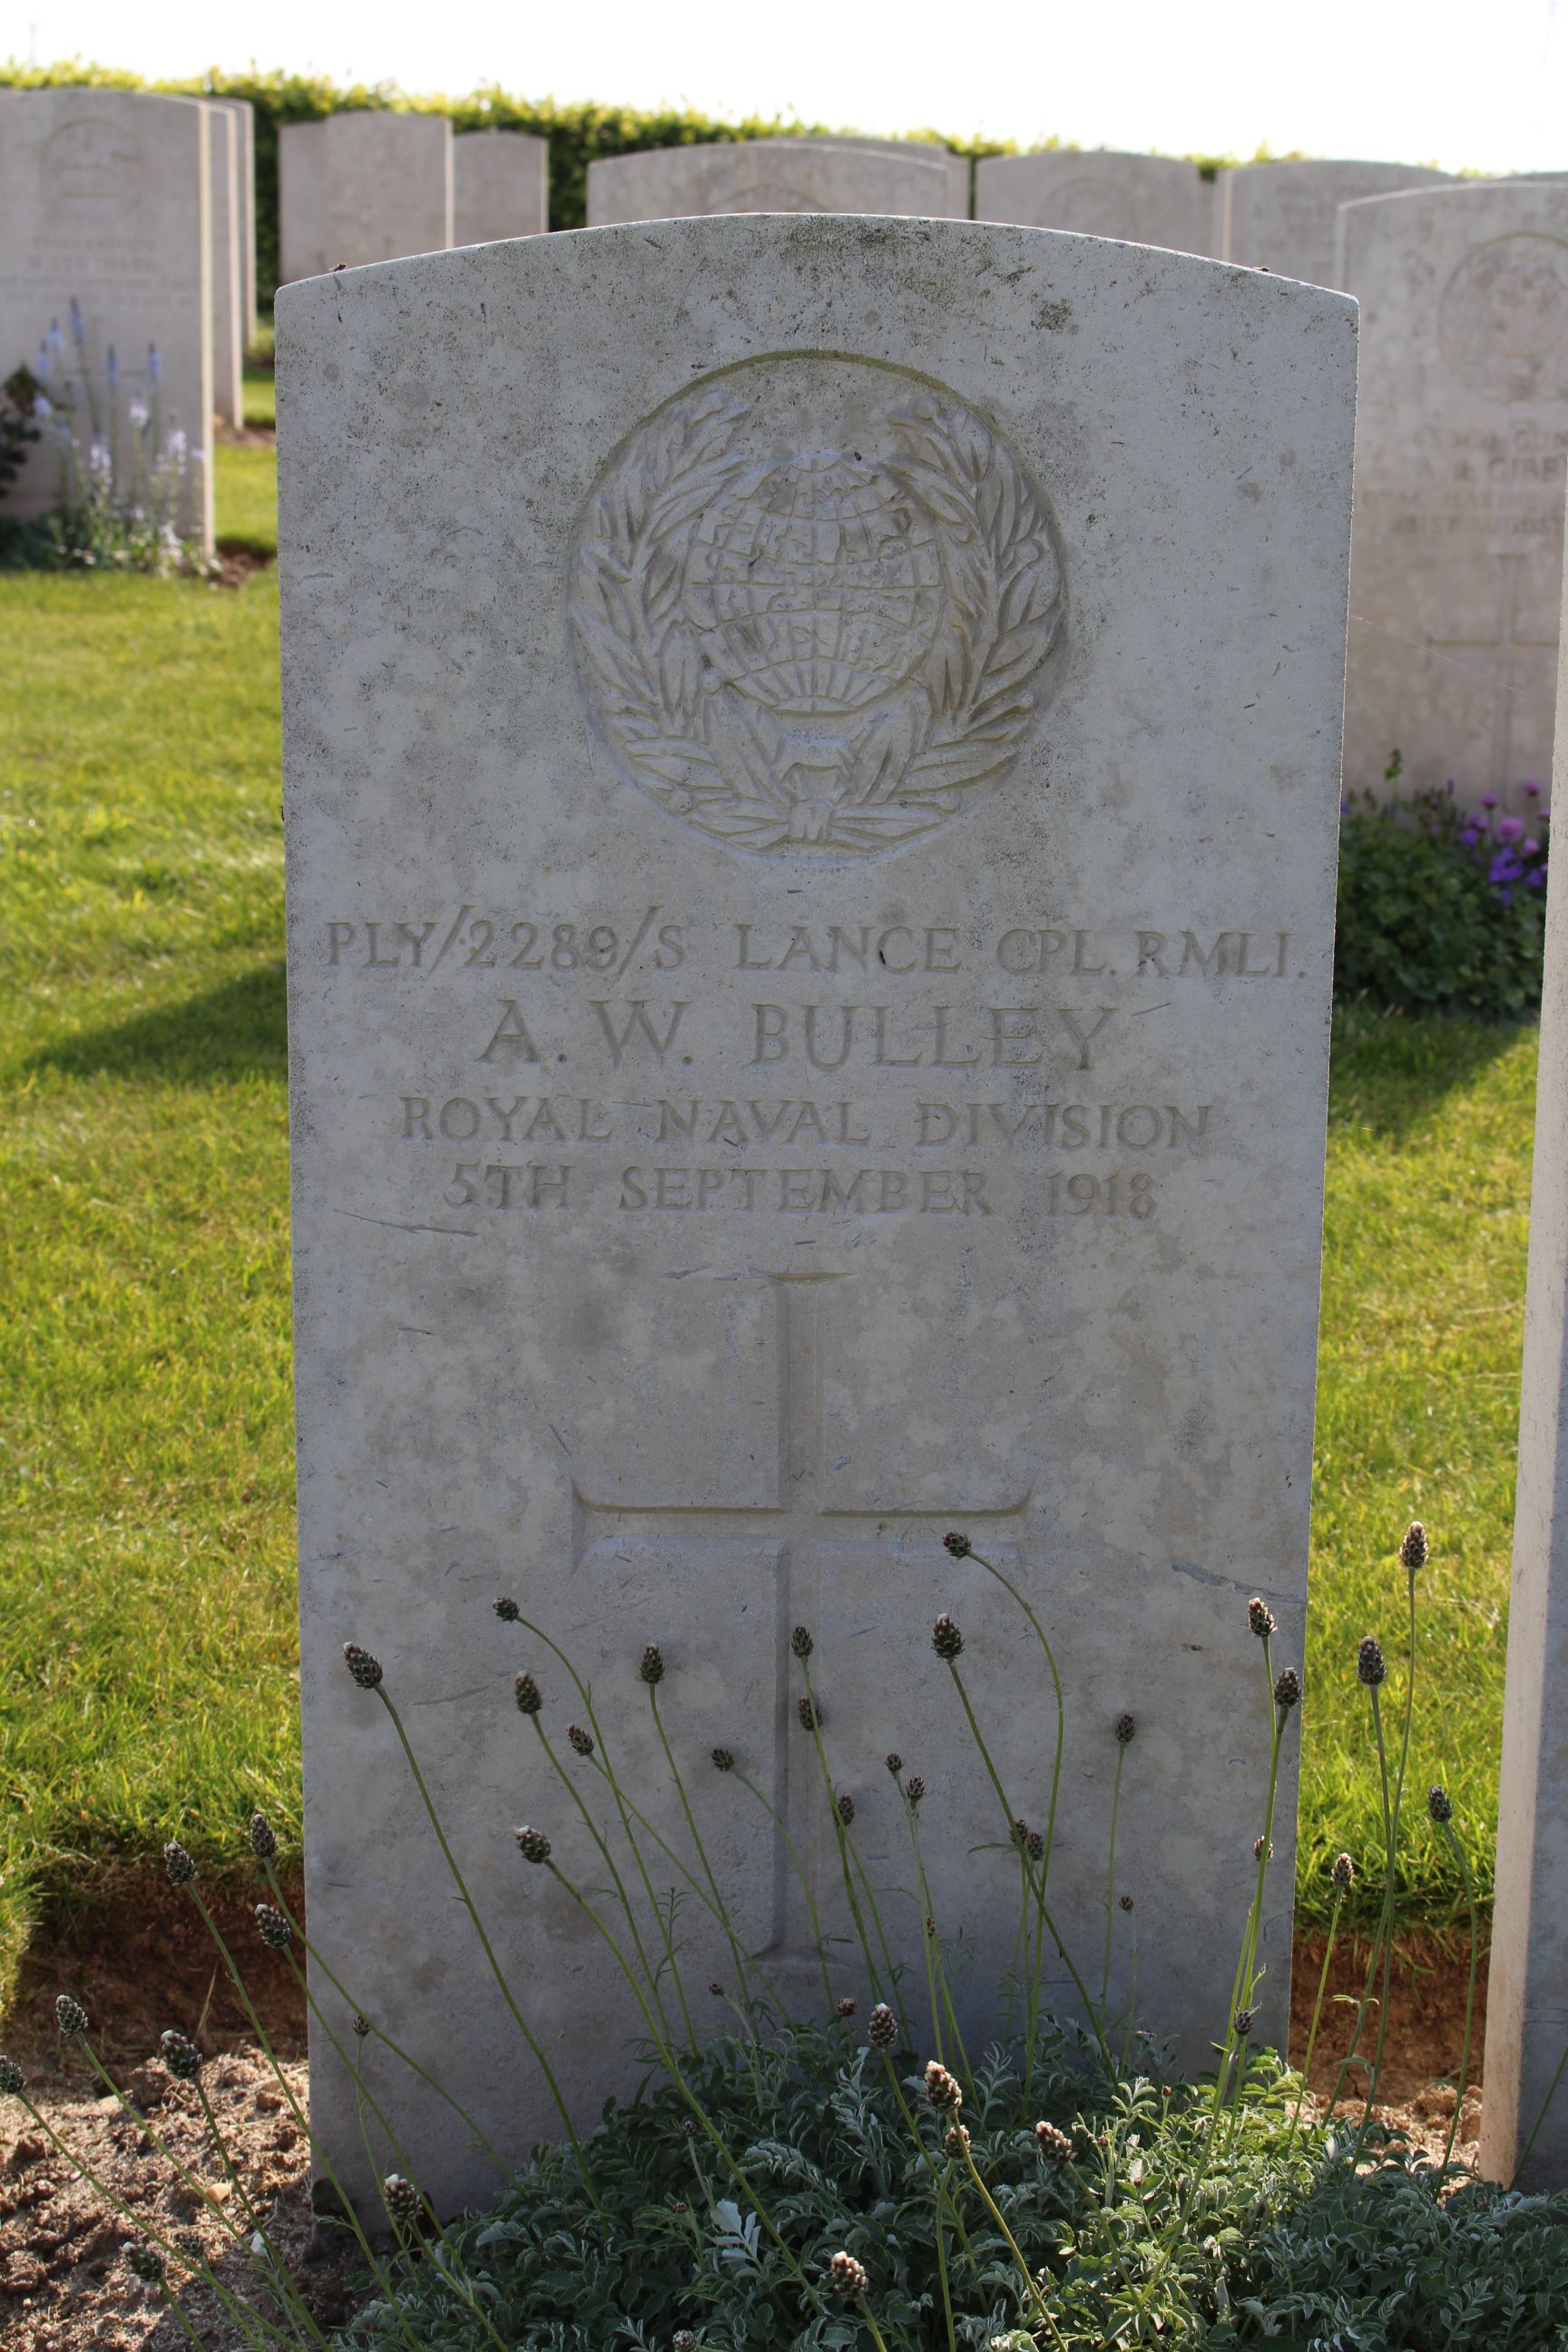 PLY/2289/S LANCE CPL. RMLI.
A. W. BULLEY
ROYAL NAVAL DIVISION
5TH SEPTEMBER 1918